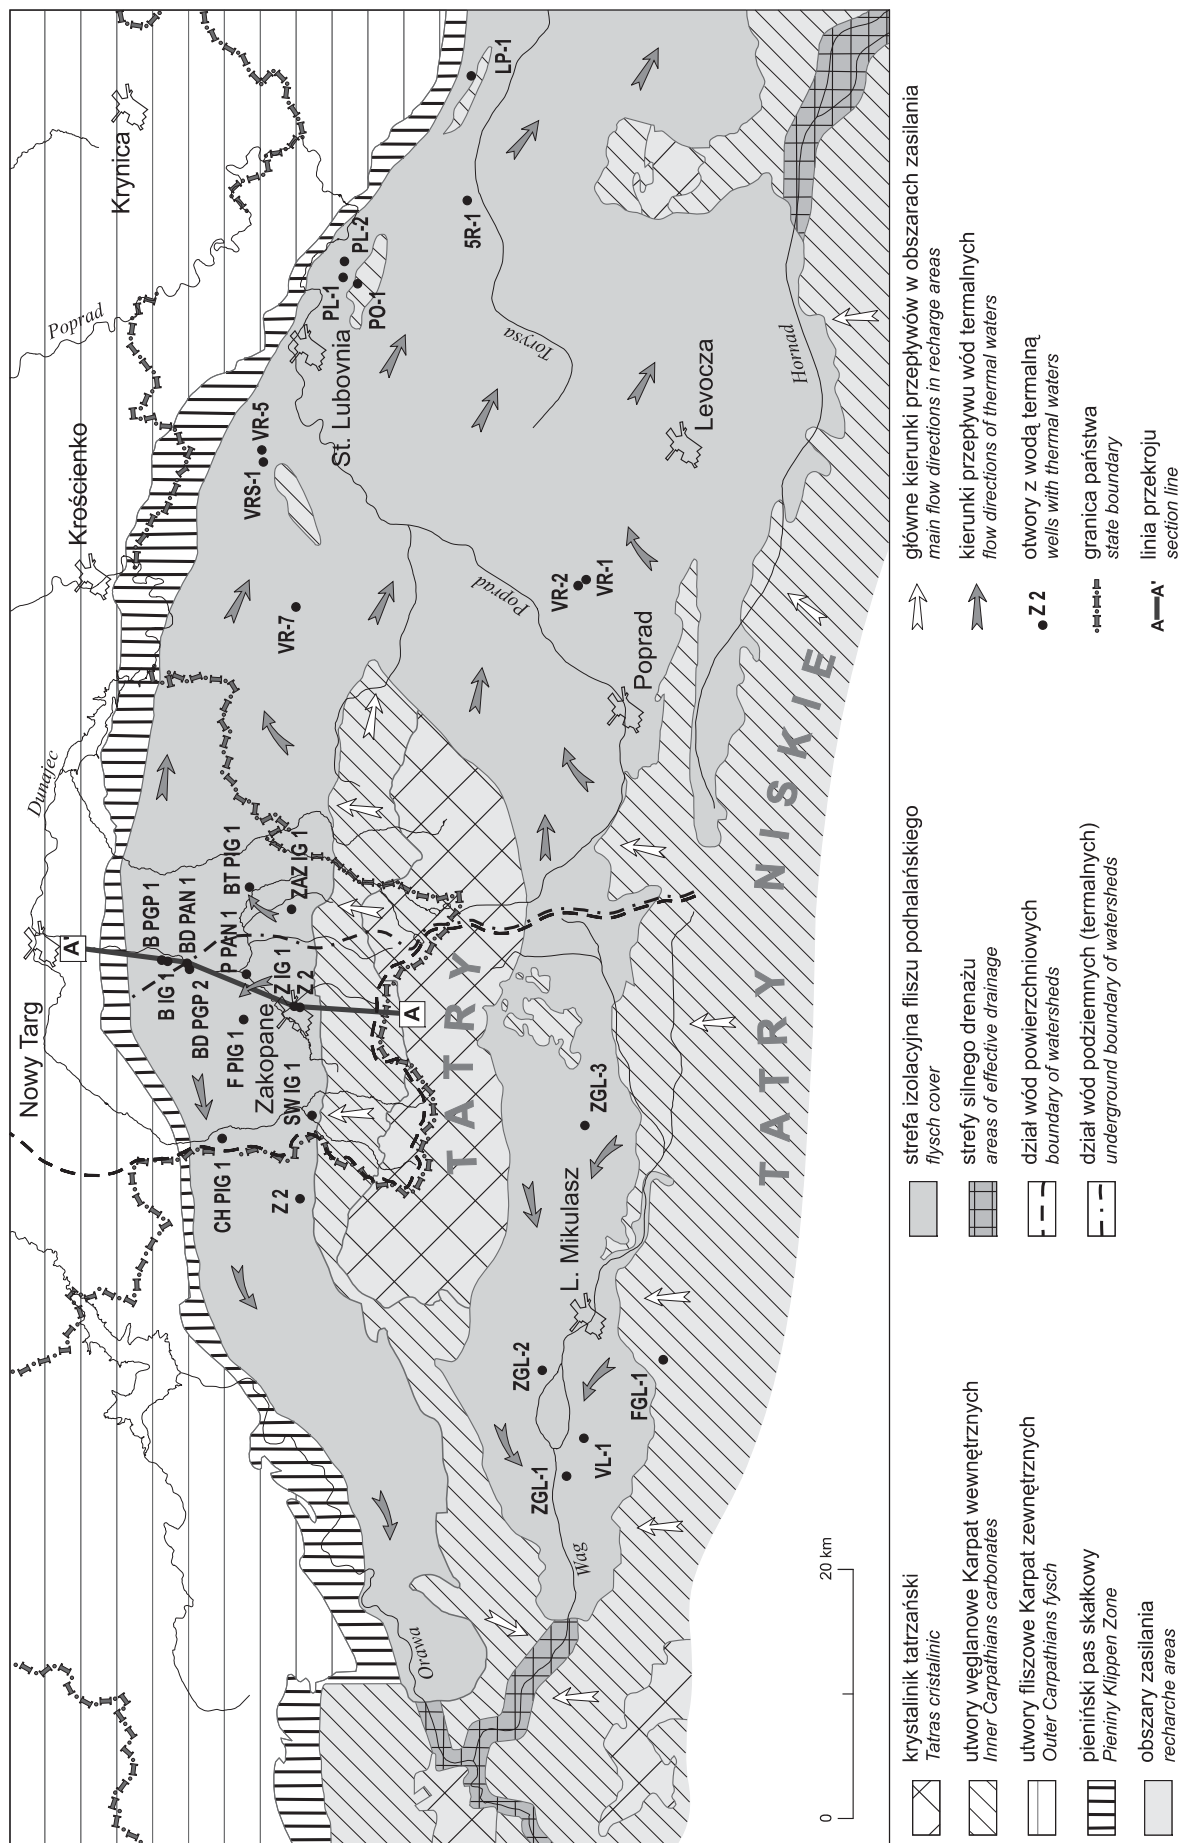 Nowy Targ
Dunajec
Krościenko
Poprad
Krynica
A'
B PGP 1
B IG 1
BD PAN 1
BD PGP 2
P PAN 1
BT PIG 1
F PIG 1
Z IG 1
Z 2
ZAZ IG 1
Zakopane
SW IG 1
CH PIG 1
Z 2
A
VR-7
VRS-1
VR-5
St. Lubovnia
PL-1
PL-2
PO-1
5R-1
LP-1
Torysa
Poprad
VR-2
VR-1
Poprad
Levocza
Hornad
TATRY
ZGL-3
L. Mikulasz
ZGL-2
FGL-1
ZGL-1
VL-1
Wag
Orawa
TATRY NISKIE
0
20 km
krystalinik tatrzański
Tatras cristalinic
utwory węglanowe Karpat wewnętrznych
Inner Carpathians carbonates
utwory fliszowe Karpat zewnętrznych
Outer Carpathians fysch
pieniński pas skałkowy
Pieniny Klippen Zone
obszary zasilania
recharche areas
strefa izolacyjna fliszu podhalańskiego
flysch cover
strefy silnego drenażu
areas of effective drainage
dział wód powierzchniowych
boundary of watersheds
dział wód podziemnych (termalnych)
underground boundary of watersheds
główne kierunki przepływów w obszarach zasilania
main flow directions in recharge areas
kierunki przepływu wód termalnych
flow directions of thermal waters
Z 2
otwory z wodą termalną
wells with thermal waters
granica państwa
state boundary
A A'
linia przekroju
section line